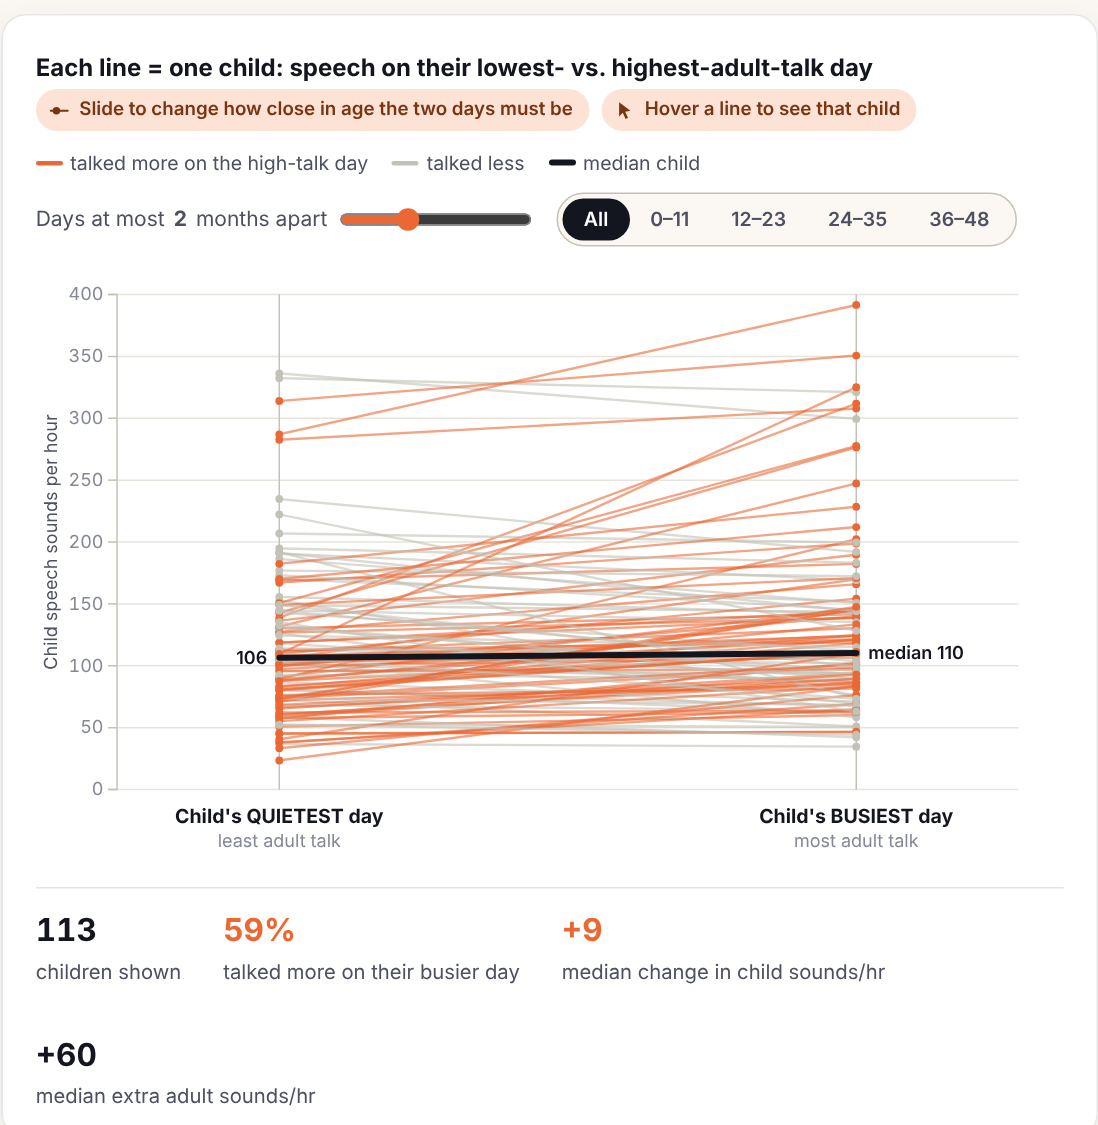 Each line = one child: speech on their lowest- vs. highest-adult-talk day
Slide to change how close in age the two days must be
Hover a line to see that child
talked more on the high-talk day
talked less
median child
Days at most 2 months apart
All
0–11
12–23
24–35
36–48
Child speech sounds per hour
400
350
300
250
200
150
100
50
0
106
median 110
Child's QUIETEST day
least adult talk
Child's BUSIEST day
most adult talk
113
children shown
59%
talked more on their busier day
+9
median change in child sounds/hr
+60
median extra adult sounds/hr